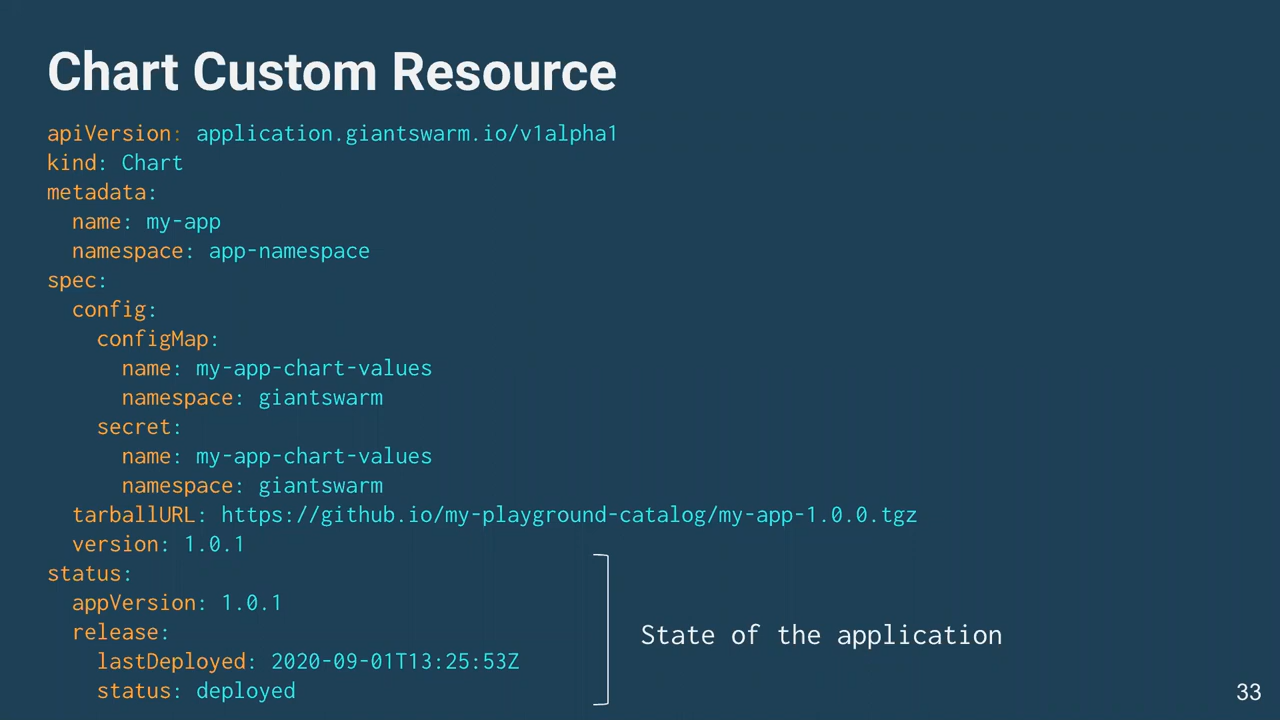 Chart Custom Resource
apiVersion: application.giantswarm.io/v1alpha1
kind: Chart
metadata:
  name: my-app
  namespace: app-namespace
spec:
  config:
    configMap:
      name: my-app-chart-values
      namespace: giantswarm
    secret:
      name: my-app-chart-values
      namespace: giantswarm
  tarballURL: https://github.io/my-playground-catalog/my-app-1.0.0.tgz
  version: 1.0.1
status:
  appVersion: 1.0.1
  release:
    lastDeployed: 2020-09-01T13:25:53Z
    status: deployed
State of the application
33